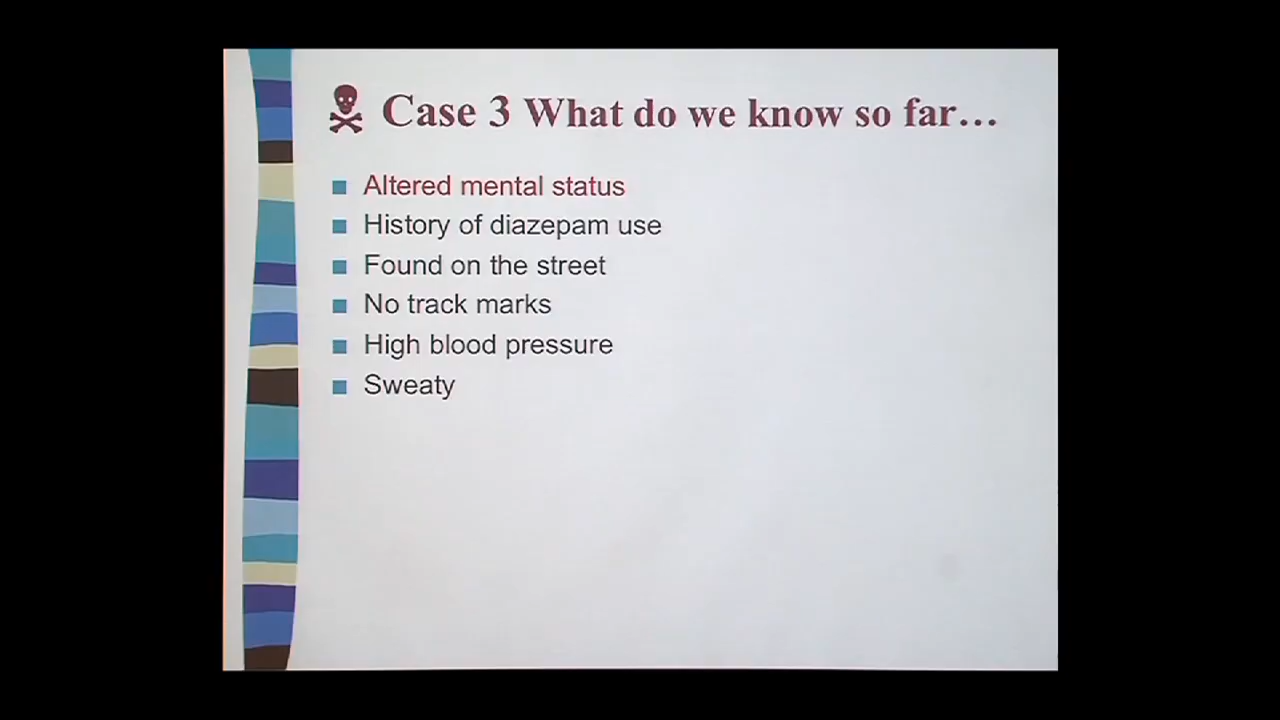 Case 3 What do we know so far...
Altered mental status
History of diazepam use
Found on the street
No track marks
High blood pressure
Sweaty